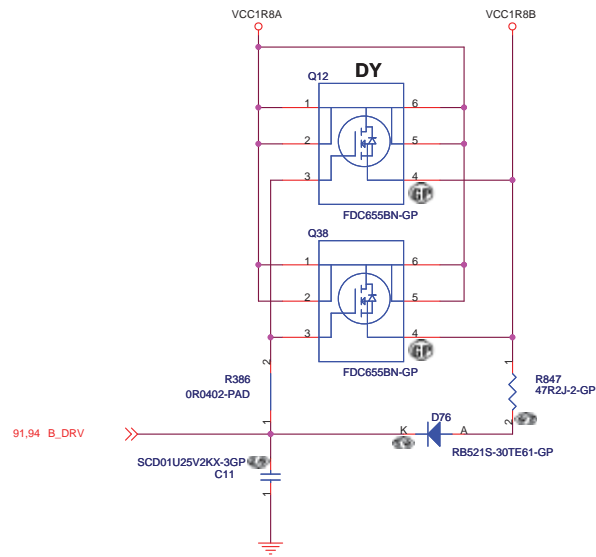 VCC1R8A
VCC1R8B
Q12
DY
1
6
2
5
3
4
GP
FDC655BN-GP
Q38
1
6
2
5
3
4
GP
FDC655BN-GP
2
R386
0R0402-PAD
1
1
R847
47R2J-2-GP
2
91,94 B_DRV
K
D76
A
RB521S-30TE61-GP
SCD01U25V2KX-3GP
C11
2
1